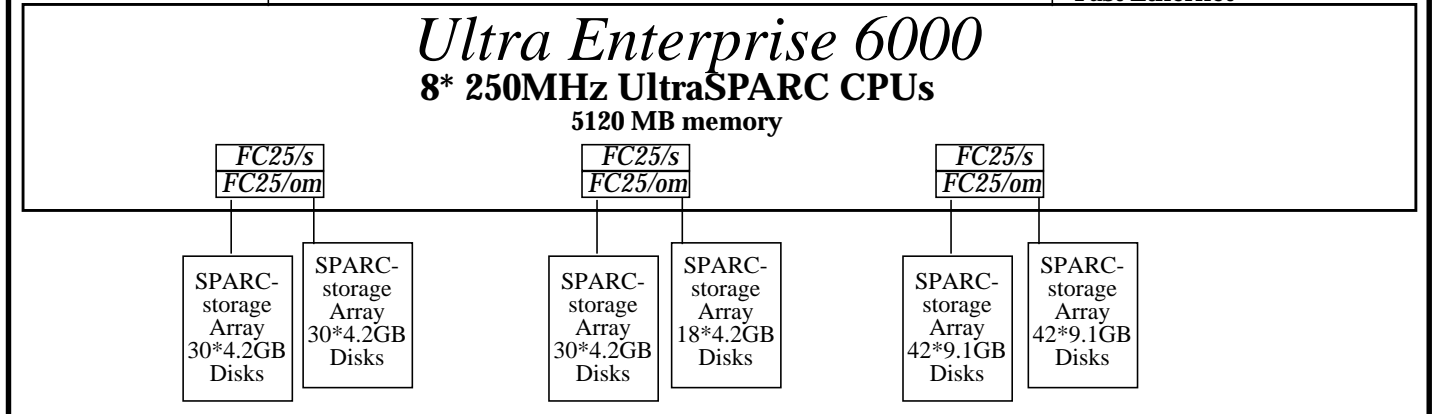 Fast Ethernet
Ultra Enterprise 6000
8* 250MHz UltraSPARC CPUs
5120 MB memory
FC25/s
FC25/om
FC25/s
FC25/om
FC25/s
FC25/om
SPARC-
storage
Array
30*4.2GB
Disks
SPARC-
storage
Array
30*4.2GB
Disks
SPARC-
storage
Array
30*4.2GB
Disks
SPARC-
storage
Array
18*4.2GB
Disks
SPARC-
storage
Array
42*9.1GB
Disks
SPARC-
storage
Array
42*9.1GB
Disks